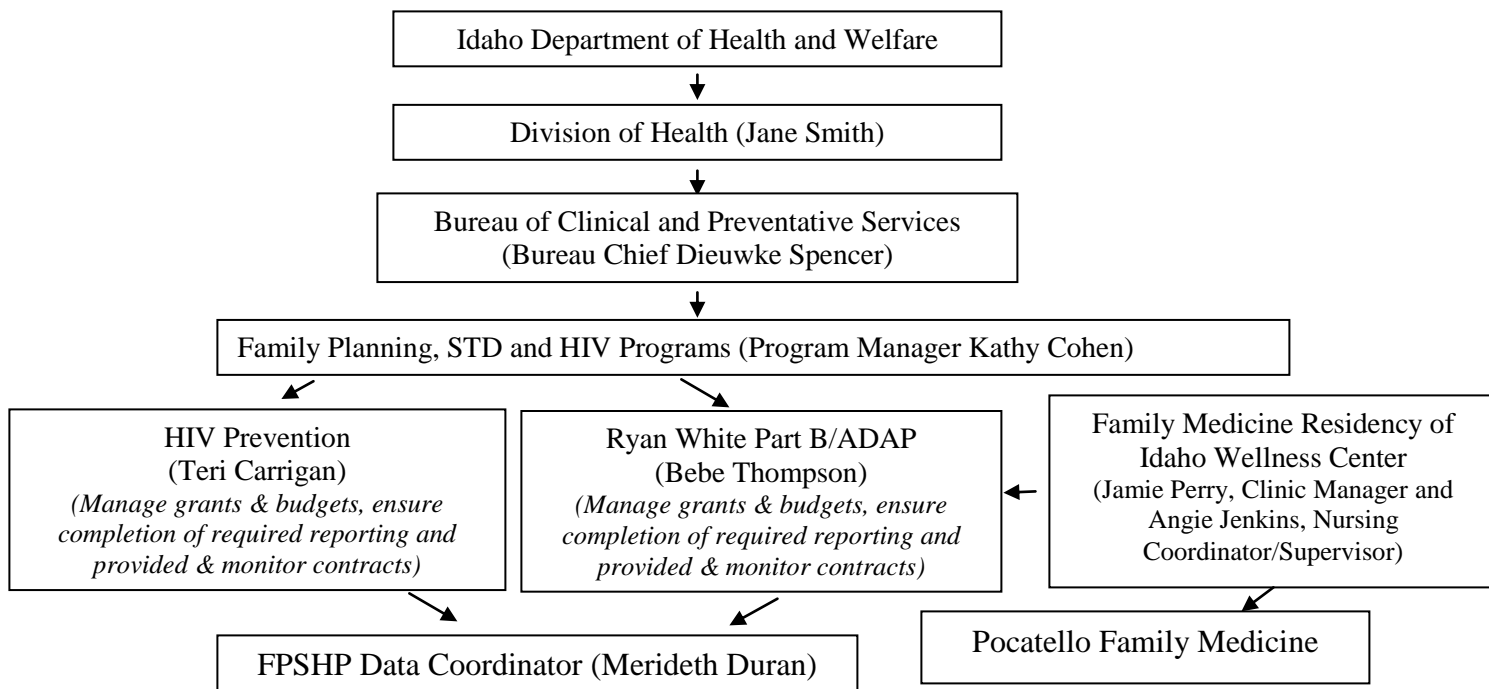 Idaho Department of Health and Welfare
Division of Health (Jane Smith)
Bureau of Clinical and Preventative Services
(Bureau Chief Dieuwke Spencer)
Family Planning, STD and HIV Programs (Program Manager Kathy Cohen)
HIV Prevention
(Teri Carrigan)
(Manage grants & budgets, ensure
completion of required reporting and
provided & monitor contracts)
Ryan White Part B/ADAP
(Bebe Thompson)
(Manage grants & budgets, ensure
completion of required reporting and
provided & monitor contracts)
Family Medicine Residency of
Idaho Wellness Center
(Jamie Perry, Clinic Manager and
Angie Jenkins, Nursing
Coordinator/Supervisor)
FPSHP Data Coordinator (Merideth Duran)
Pocatello Family Medicine